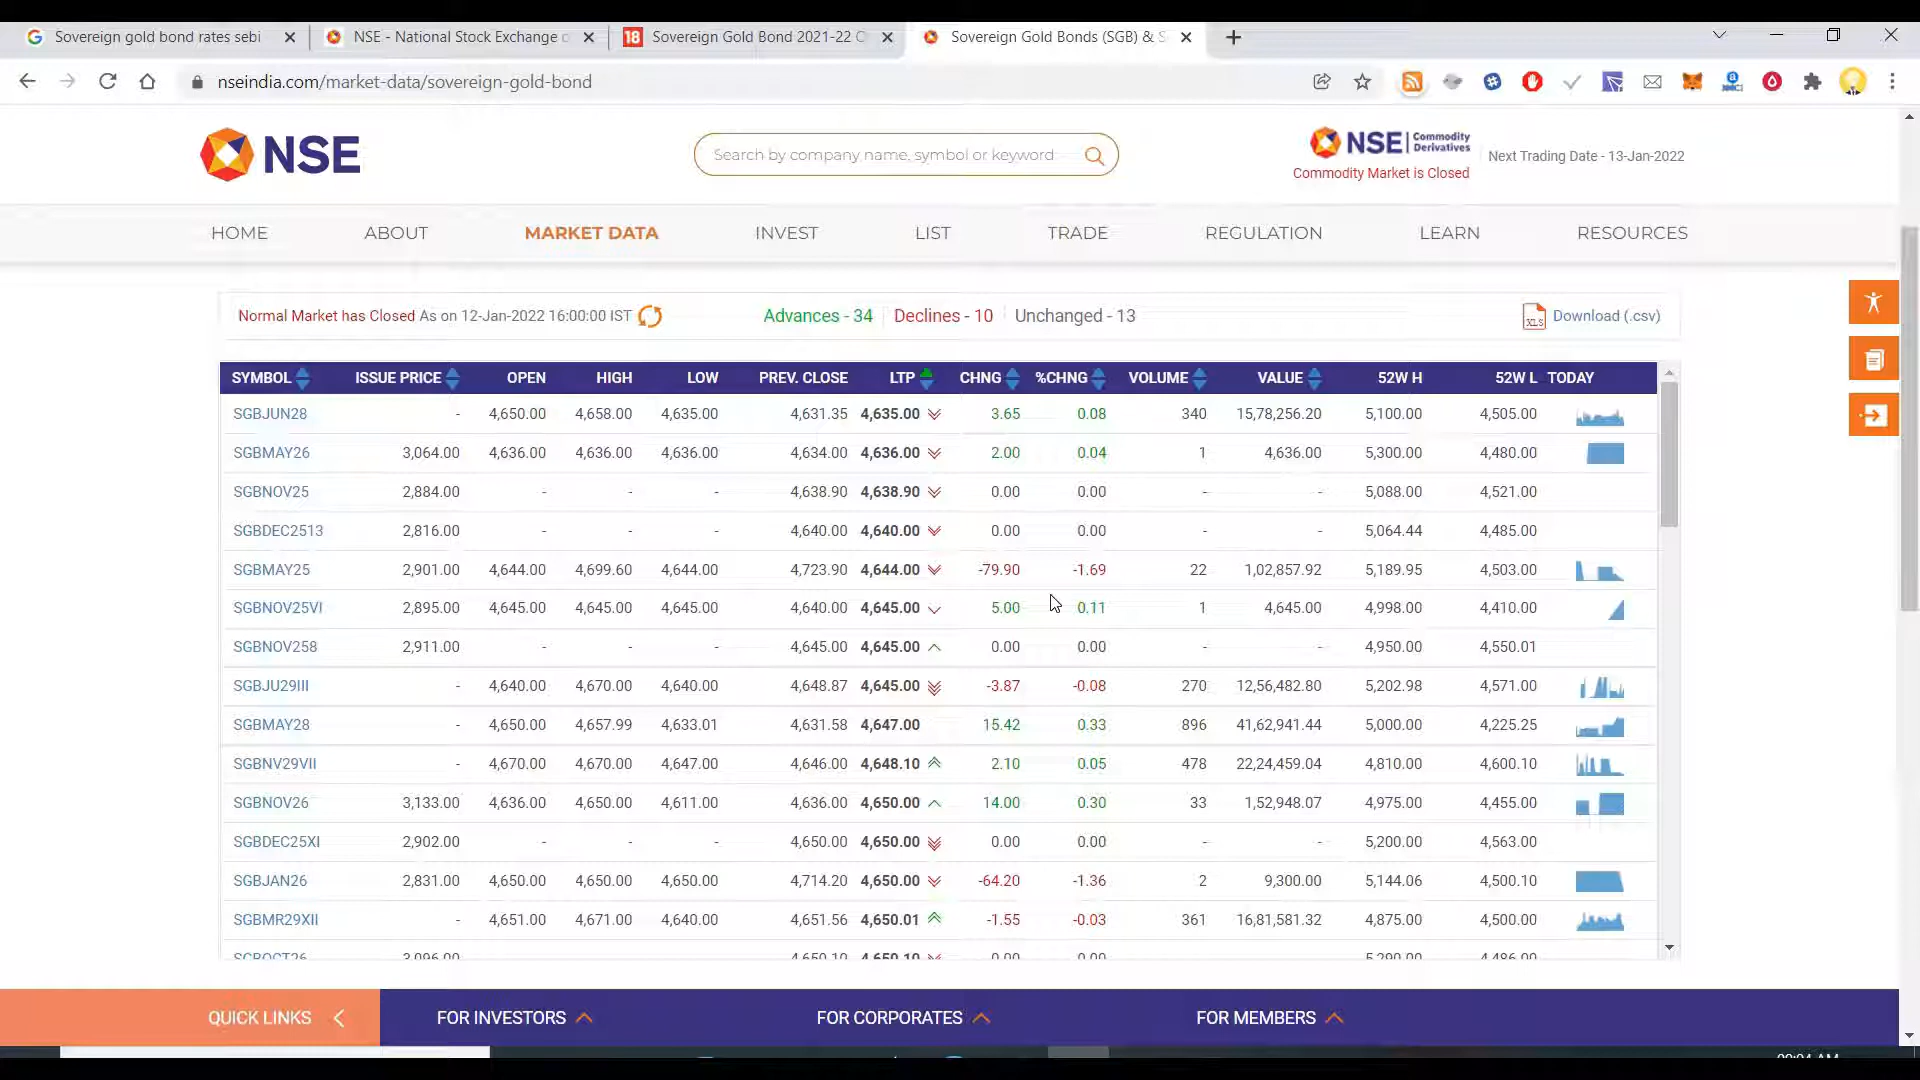 Sovereign gold bond rates sebi
NSE - National Stock Exchange o
18 Sovereign Gold Bond 2021-22 C
Sovereign Gold Bonds (SGB) & S
nseindia.com/market-data/sovereign-gold-bond
NSE
Search by company name, symbol or keyword
NSE Commodity Derivatives
Commodity Market is Closed
Next Trading Date - 13-Jan-2022
HOME ABOUT MARKET DATA INVEST LIST TRADE REGULATION LEARN RESOURCES
Normal Market has Closed As on 12-Jan-2022 16:00:00 IST Advances - 34 Declines - 10 Unchanged - 13 XLS Download (.csv)
SYMBOL ISSUE PRICE OPEN HIGH LOW PREV. CLOSE LTP CHNG %CHNG VOLUME VALUE 52W H 52W L TODAY
SGBJUN28 - 4,650.00 4,658.00 4,635.00 4,631.35 4,635.00 3.65 0.08 340 15,78,256.20 5,100.00 4,505.00
SGBMAY26 3,064.00 4,636.00 4,636.00 4,636.00 4,634.00 4,636.00 2.00 0.04 1 4,636.00 5,300.00 4,480.00
SGBNOV25 2,884.00 - - - 4,638.90 4,638.90 0.00 0.00 - - 5,088.00 4,521.00
SGBDEC2513 2,816.00 - - - 4,640.00 4,640.00 0.00 0.00 - - 5,064.44 4,485.00
SGBMAY25 2,901.00 4,644.00 4,699.60 4,644.00 4,723.90 4,644.00 -79.90 -1.69 22 1,02,857.92 5,189.95 4,503.00
SGBNOV25VI 2,895.00 4,645.00 4,645.00 4,645.00 4,640.00 4,645.00 5.00 0.11 1 4,645.00 4,998.00 4,410.00
SGBNOV258 2,911.00 - - - 4,645.00 4,645.00 0.00 0.00 - - 4,950.00 4,550.01
SGBJU29III - 4,640.00 4,670.00 4,640.00 4,648.87 4,645.00 -3.87 -0.08 270 12,56,482.80 5,202.98 4,571.00
SGBMAY28 - 4,650.00 4,657.99 4,633.01 4,631.58 4,647.00 15.42 0.33 896 41,62,941.44 5,000.00 4,225.25
SGBNV29VII - 4,670.00 4,670.00 4,647.00 4,646.00 4,648.10 2.10 0.05 478 22,24,459.04 4,810.00 4,600.10
SGBNOV26 3,133.00 4,636.00 4,650.00 4,611.00 4,636.00 4,650.00 14.00 0.30 33 1,52,948.07 4,975.00 4,455.00
SGBDEC25XI 2,902.00 - - - 4,650.00 4,650.00 0.00 0.00 - - 5,200.00 4,563.00
SGBJAN26 2,831.00 4,650.00 4,650.00 4,650.00 4,714.20 4,650.00 -64.20 -1.36 2 9,300.00 5,144.06 4,500.10
SGBMR29XII - 4,651.00 4,671.00 4,640.00 4,651.56 4,650.01 -1.55 -0.03 361 16,81,581.32 4,875.00 4,500.00
SGBOCT26 3,096.00 4,650.10 4,650.10 0.00 0.00 5,290.00 4,486.00
QUICK LINKS FOR INVESTORS FOR CORPORATES FOR MEMBERS